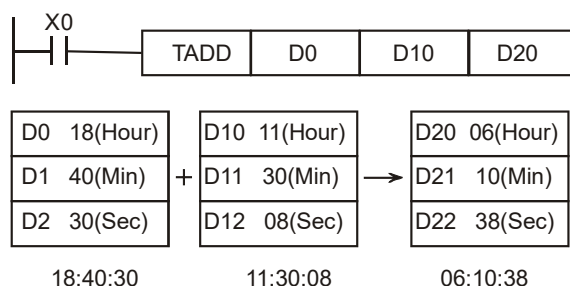 X0
TADD D0 D10 D20
D0 18(Hour) D10 11(Hour) D20 06(Hour)
D1 40(Min) + D11 30(Min) D21 10(Min)
D2 30(Sec) D12 08(Sec) D22 38(Sec)
18:40:30 11:30:08 06:10:38